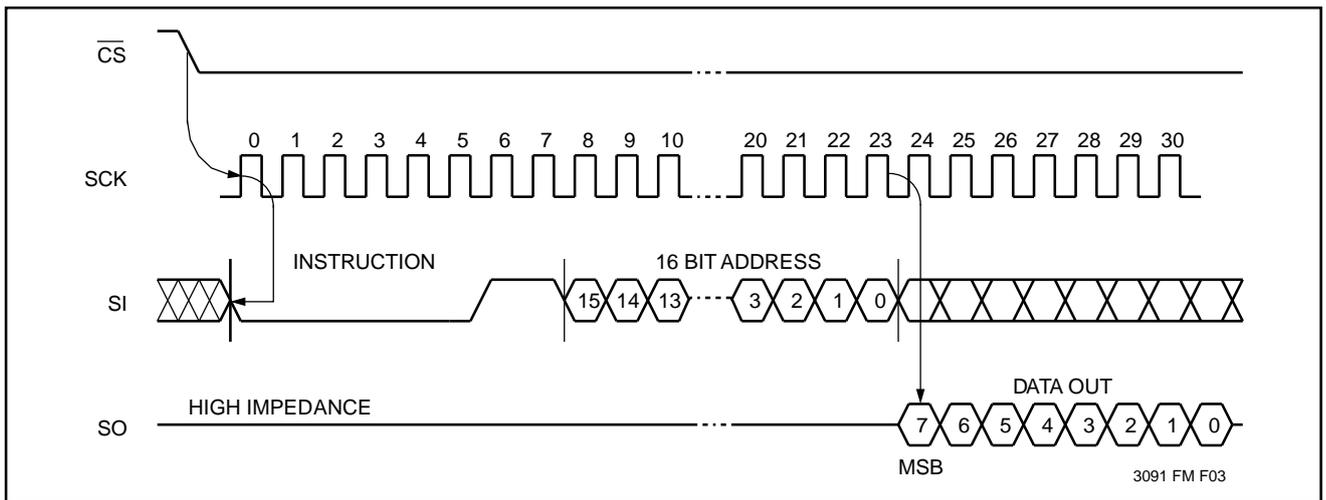 CS
0 1 2 3 4 5 6 7 8 9 10 20 21 22 23 24 25 26 27 28 29 30
SCK
INSTRUCTION
16 BIT ADDRESS
SI
15 14 13 3 2 1 0
DATA OUT
HIGH IMPEDANCE
SO
7 6 5 4 3 2 1 0
MSB
3091 FM F03